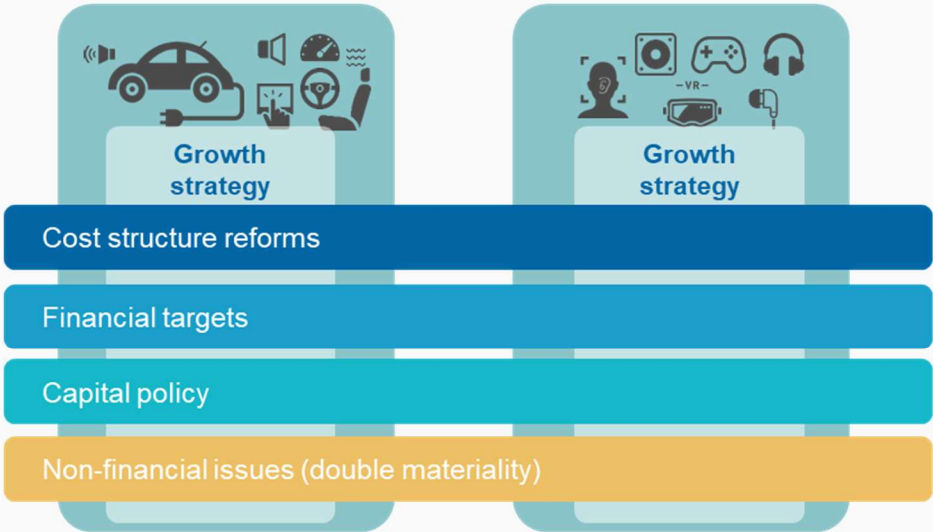 -VR-
Growth
strategy
Growth
strategy
Cost structure reforms
Financial targets
Capital policy
Non-financial issues (double materiality)